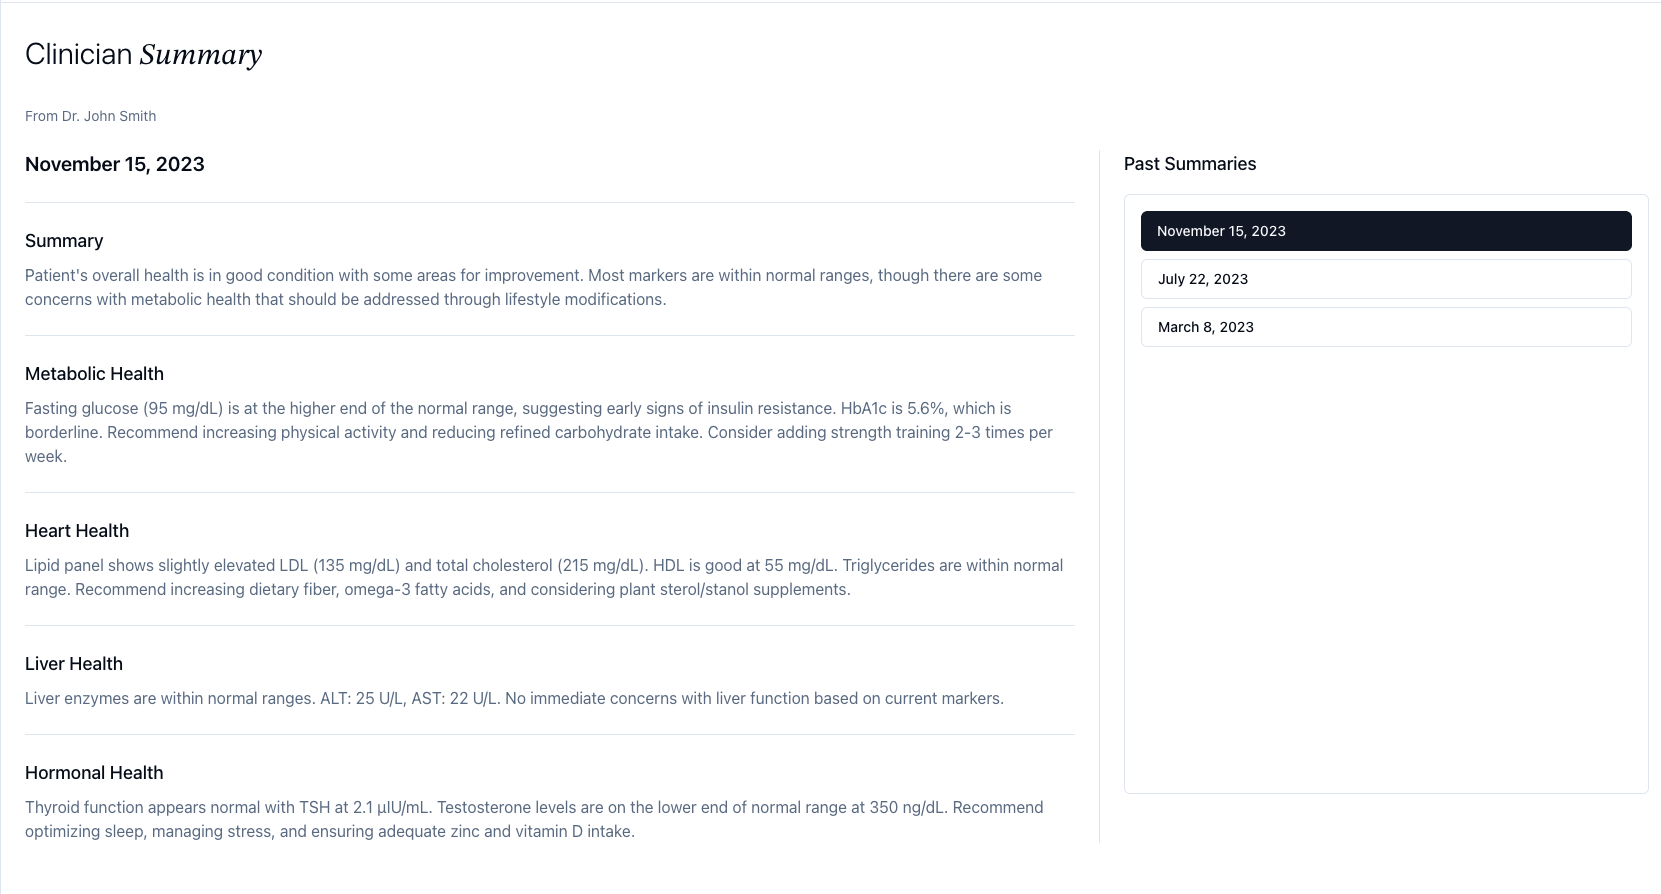 Clinician Summary
From Dr. John Smith
November 15, 2023
Summary
Patient's overall health is in good condition with some areas for improvement. Most markers are within normal ranges, though there are some
concerns with metabolic health that should be addressed through lifestyle modifications.
Metabolic Health
Fasting glucose (95 mg/dL) is at the higher end of the normal range, suggesting early signs of insulin resistance. HbA1c is 5.6%, which is
borderline. Recommend increasing physical activity and reducing refined carbohydrate intake. Consider adding strength training 2-3 times per
week.
Heart Health
Lipid panel shows slightly elevated LDL (135 mg/dL) and total cholesterol (215 mg/dL). HDL is good at 55 mg/dL. Triglycerides are within normal
range. Recommend increasing dietary fiber, omega-3 fatty acids, and considering plant sterol/stanol supplements.
Liver Health
Liver enzymes are within normal ranges. ALT: 25 U/L, AST: 22 U/L. No immediate concerns with liver function based on current markers.
Hormonal Health
Thyroid function appears normal with TSH at 2.1 μIU/mL. Testosterone levels are on the lower end of normal range at 350 ng/dL. Recommend
optimizing sleep, managing stress, and ensuring adequate zinc and vitamin D intake.
Past Summaries
November 15, 2023
July 22, 2023
March 8, 2023